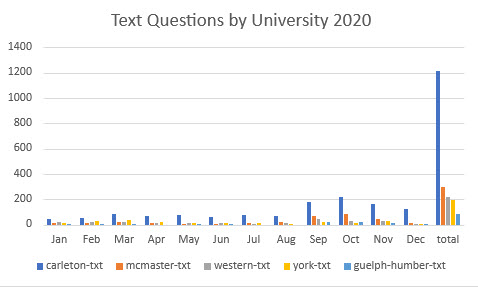 Text Questions by University 2020
1400
1200
1000
800
600
400
200
0
Jan Feb Mar Apr May Jun Jul Aug Sep Oct Nov Dec total
carleton-txt mcmaster-txt western-txt york-txt guelph-humber-txt